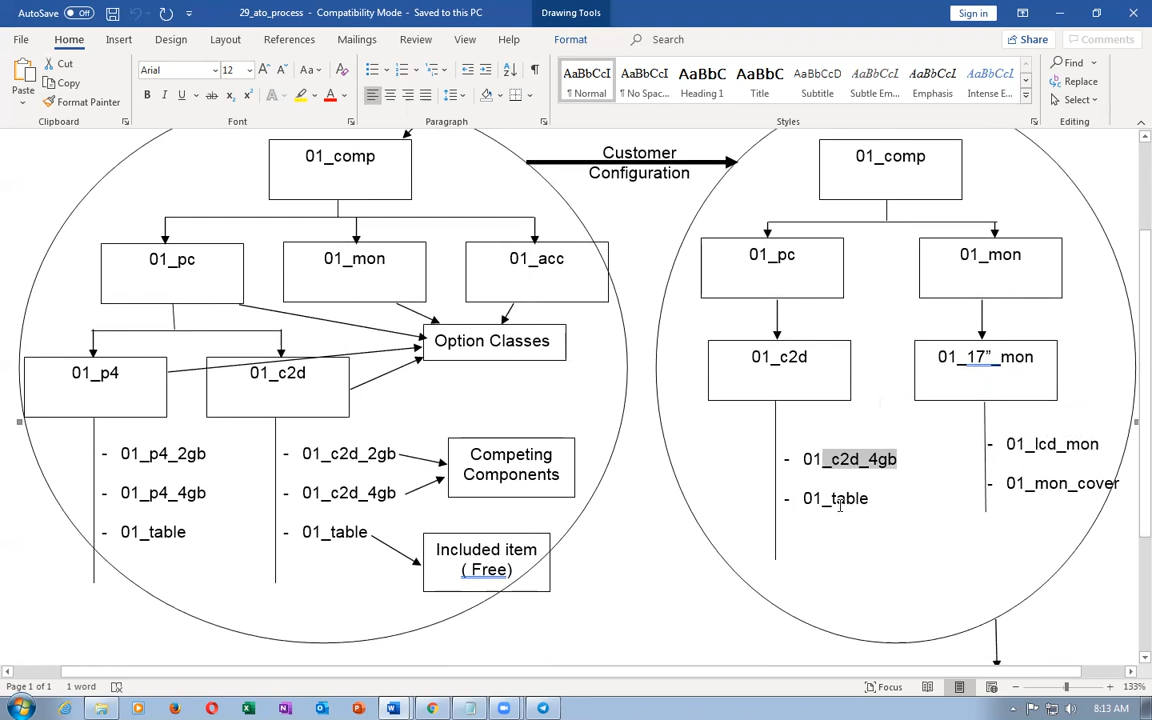 AutoSave
Off
29_ato_process - Compatibility Mode - Saved to this PC
Drawing Tools
Sign in
File
Home
Insert
Design
Layout
References
Mailings
Review
View
Help
Format
Search
Share
Comments
Paste
Cut
Copy
Format Painter
Arial
12
AaBbCcI
¶ Normal
AaBbCcI
¶ No Spac...
AaBbC
Heading 1
AaBbC
Title
AaBbCcD
Subtitle
AaBbCcI
Subtle Em...
AaBbCcI
Emphasis
AaBbCcI
Intense E...
Find
Replace
Select
Clipboard
Font
Paragraph
Styles
Editing
01_comp
Customer
Configuration
01_comp
01_pc
01_mon
01_acc
01_pc
01_mon
Option Classes
01_p4
01_c2d
01_c2d
01_17”_mon
- 01_p4_2gb
- 01_p4_4gb
- 01_table
- 01_c2d_2gb
- 01_c2d_4gb
- 01_table
Competing
Components
Included item
( Free)
- 01_c2d_4gb
- 01_table
- 01_lcd_mon
- 01_mon_cover
Page 1 of 1
1 word
Focus
133%
8:13 AM